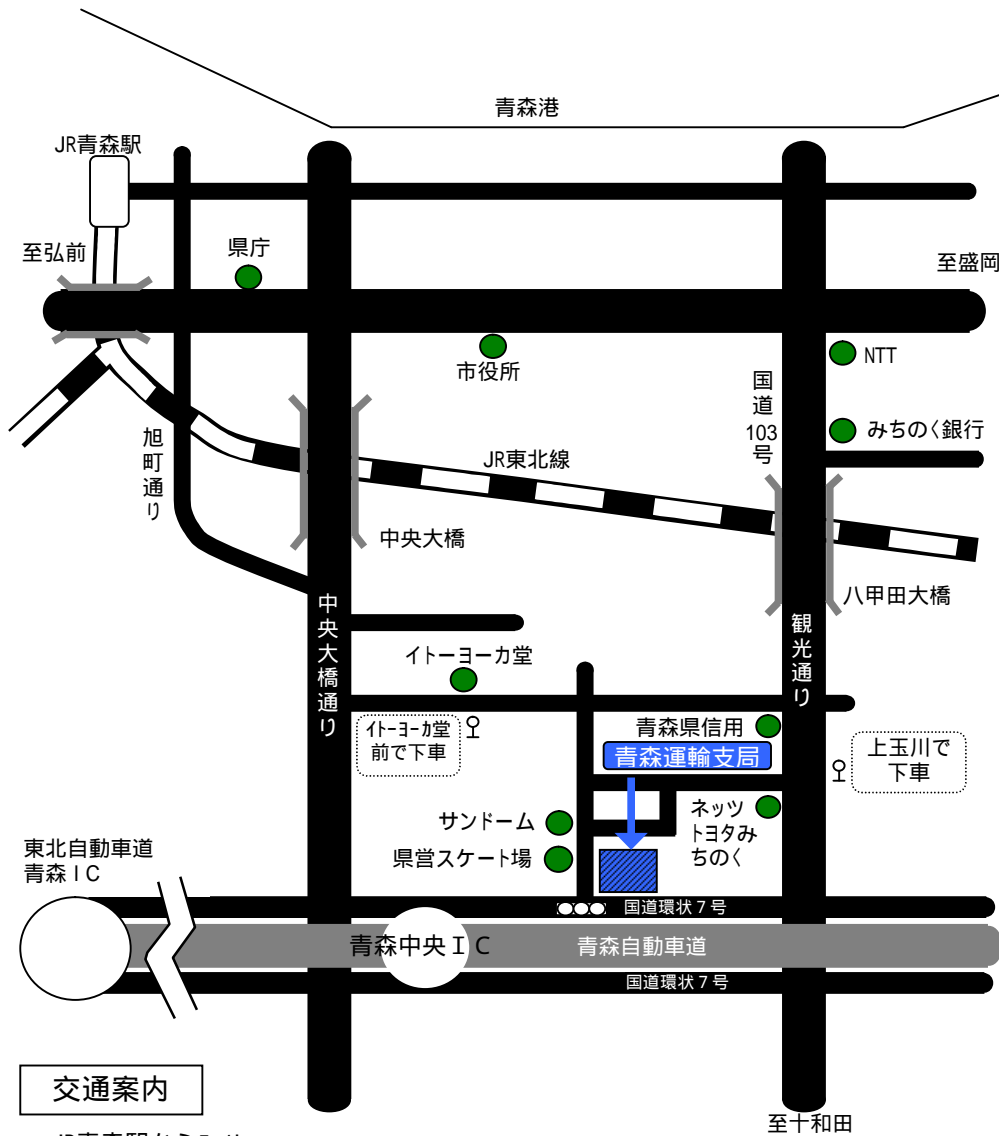 青森港
JR青森駅
至弘前
県庁
至盛岡
市役所
NTT
国道103号
みちのく銀行
旭町通り
JR東北線
中央大橋
八甲田大橋
中央大橋通り
観光通り
イトーヨーカ堂
イトーヨーカ堂
前で下車
青森県信用
青森運輸支局
上玉川で
下車
サンドーム
ネッツ
トヨタみ
ちのく
県営スケート場
東北自動車道
青森IC
国道環状7号
青森中央IC
青森自動車道
国道環状7号
交通案内
至十和田